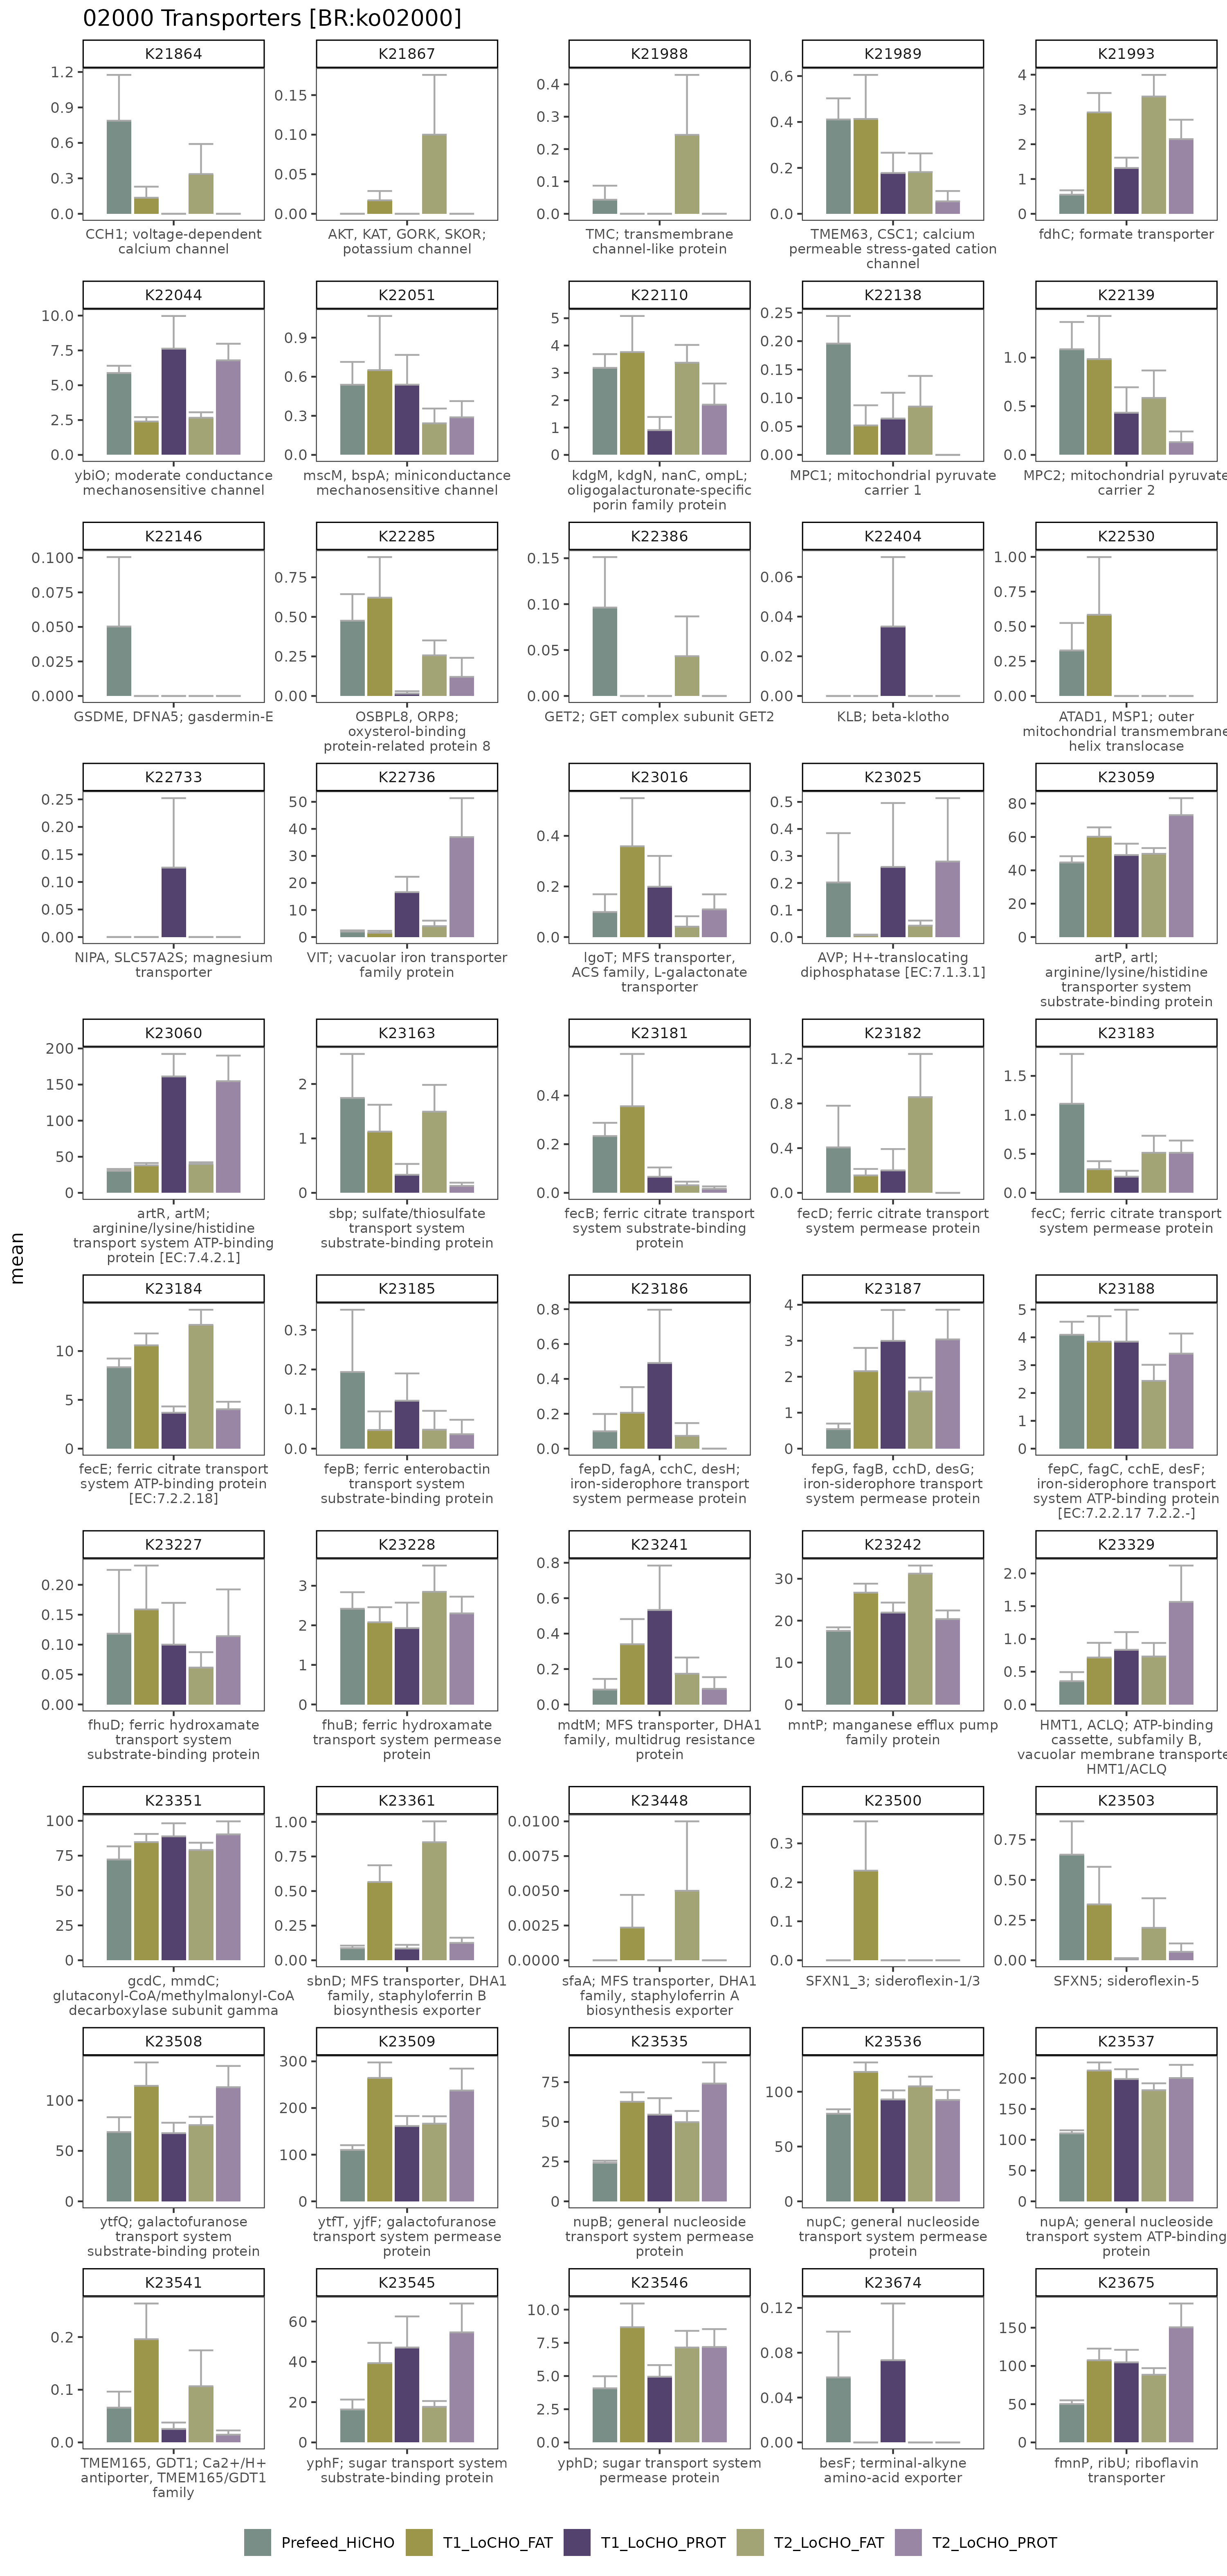 02000 Transporters [BR:ko02000]
K21864 K21867 K21988 K21989 K21993
1.2 0.9 0.6 0.3 0.0
0.15 0.10 0.05 0.00
0.4 0.3 0.2 0.1 0.0
0.6 0.4 0.2 0.0
4 3 2 1 0
CCH1; voltage-dependent
calcium channel
AKT, KAT, GORK, SKOR;
potassium channel
TMC; transmembrane
channel-like protein
TMEM63, CSC1; calcium
permeable stress-gated cation
channel
fdhC; formate transporter
K22044 K22051 K22110 K22138 K22139
10.0 7.5 5.0 2.5 0.0
0.9 0.6 0.3 0.0
5 4 3 2 1 0
0.25 0.20 0.15 0.10 0.05 0.00
1.0 0.5 0.0
ybiO; moderate conductance
mechanosensitive channel
mscM, bspA; miniconductance
mechanosensitive channel
kdgM, kdgN, nanC, ompL;
oligogalacturonate-specific
porin family protein
MPC1; mitochondrial pyruvate
carrier 1
MPC2; mitochondrial pyruvate
carrier 2
K22146 K22285 K22386 K22404 K22530
0.100 0.075 0.050 0.025 0.000
0.75 0.50 0.25 0.00
0.15 0.10 0.05 0.00
0.06 0.04 0.02 0.00
1.00 0.75 0.50 0.25 0.00
GSDME, DFNA5; gasdermin-E
OSBPL8, ORP8;
oxysterol-binding
protein-related protein 8
GET2; GET complex subunit GET2
KLB; beta-klotho
ATAD1, MSP1; outer
mitochondrial transmembrane
helix translocase
K22733 K22736 K23016 K23025 K23059
0.25 0.20 0.15 0.10 0.05 0.00
50 40 30 20 10 0
0.4 0.2 0.0
0.5 0.4 0.3 0.2 0.1 0.0
80 60 40 20 0
NIPA, SLC57A2S; magnesium
transporter
VIT; vacuolar iron transporter
family protein
lgoT; MFS transporter,
ACS family, L-galactonate
transporter
AVP; H+-translocating
diphosphatase [EC:7.1.3.1]
artP, artI;
arginine/lysine/histidine
transporter system
substrate-binding protein
K23060 K23163 K23181 K23182 K23183
200 150 100 50 0
2 1 0
0.4 0.2 0.0
1.2 0.8 0.4 0.0
1.5 1.0 0.5 0.0
artR, artM;
arginine/lysine/histidine
transport system ATP-binding
protein [EC:7.4.2.1]
sbp; sulfate/thiosulfate
transport system
substrate-binding protein
fecB; ferric citrate transport
system substrate-binding
protein
fecD; ferric citrate transport
system permease protein
fecC; ferric citrate transport
system permease protein
mean
K23184 K23185 K23186 K23187 K23188
10 5 0
0.3 0.2 0.1 0.0
0.8 0.6 0.4 0.2 0.0
4 3 2 1 0
5 4 3 2 1 0
fecE; ferric citrate transport
system ATP-binding protein
[EC:7.2.2.18]
fepB; ferric enterobactin
transport system
substrate-binding protein
fepD, fagA, cchC, desH;
iron-siderophore transport
system permease protein
fepG, fagB, cchD, desG;
iron-siderophore transport
system permease protein
fepC, fagC, cchE, desF;
iron-siderophore transport
system ATP-binding protein
[EC:7.2.2.17 7.2.2.-]
K23227 K23228 K23241 K23242 K23329
0.20 0.15 0.10 0.05 0.00
3 2 1 0
0.8 0.6 0.4 0.2 0.0
30 20 10 0
2.0 1.5 1.0 0.5 0.0
fhuD; ferric hydroxamate
transport system
substrate-binding protein
fhuB; ferric hydroxamate
transport system permease
protein
mdtM; MFS transporter, DHA1
family, multidrug resistance
protein
mntP; manganese efflux pump
family protein
HMT1, ACLQ; ATP-binding
cassette, subfamily B,
vacuolar membrane transporte
HMT1/ACLQ
K23351 K23361 K23448 K23500 K23503
100 75 50 25 0
1.00 0.75 0.50 0.25 0.00
0.0100 0.0075 0.0050 0.0025 0.0000
0.3 0.2 0.1 0.0
0.75 0.50 0.25 0.00
gcdC, mmdC;
glutaconyl-CoA/methylmalonyl-CoA
decarboxylase subunit gamma
sbnD; MFS transporter, DHA1
family, staphyloferrin B
biosynthesis exporter
sfaA; MFS transporter, DHA1
family, staphyloferrin A
biosynthesis exporter
SFXN1_3; sideroflexin-1/3
SFXN5; sideroflexin-5
K23508 K23509 K23535 K23536 K23537
100 50 0
300 200 100 0
75 50 25 0
100 50 0
200 150 100 50 0
ytfQ; galactofuranose
transport system
substrate-binding protein
ytfT, yjfF; galactofuranose
transport system permease
protein
nupB; general nucleoside
transport system permease
protein
nupC; general nucleoside
transport system permease
protein
nupA; general nucleoside
transport system ATP-binding
protein
K23541 K23545 K23546 K23674 K23675
0.2 0.1 0.0
60 40 20 0
10.0 7.5 5.0 2.5 0.0
0.12 0.08 0.04 0.00
150 100 50 0
TMEM165, GDT1; Ca2+/H+
antiporter, TMEM165/GDT1
family
yphF; sugar transport system
substrate-binding protein
yphD; sugar transport system
permease protein
besF; terminal-alkyne
amino-acid exporter
fmnP, ribU; riboflavin
transporter
Prefeed_HiCHO T1_LoCHO_FAT T1_LoCHO_PROT T2_LoCHO_FAT T2_LoCHO_PROT